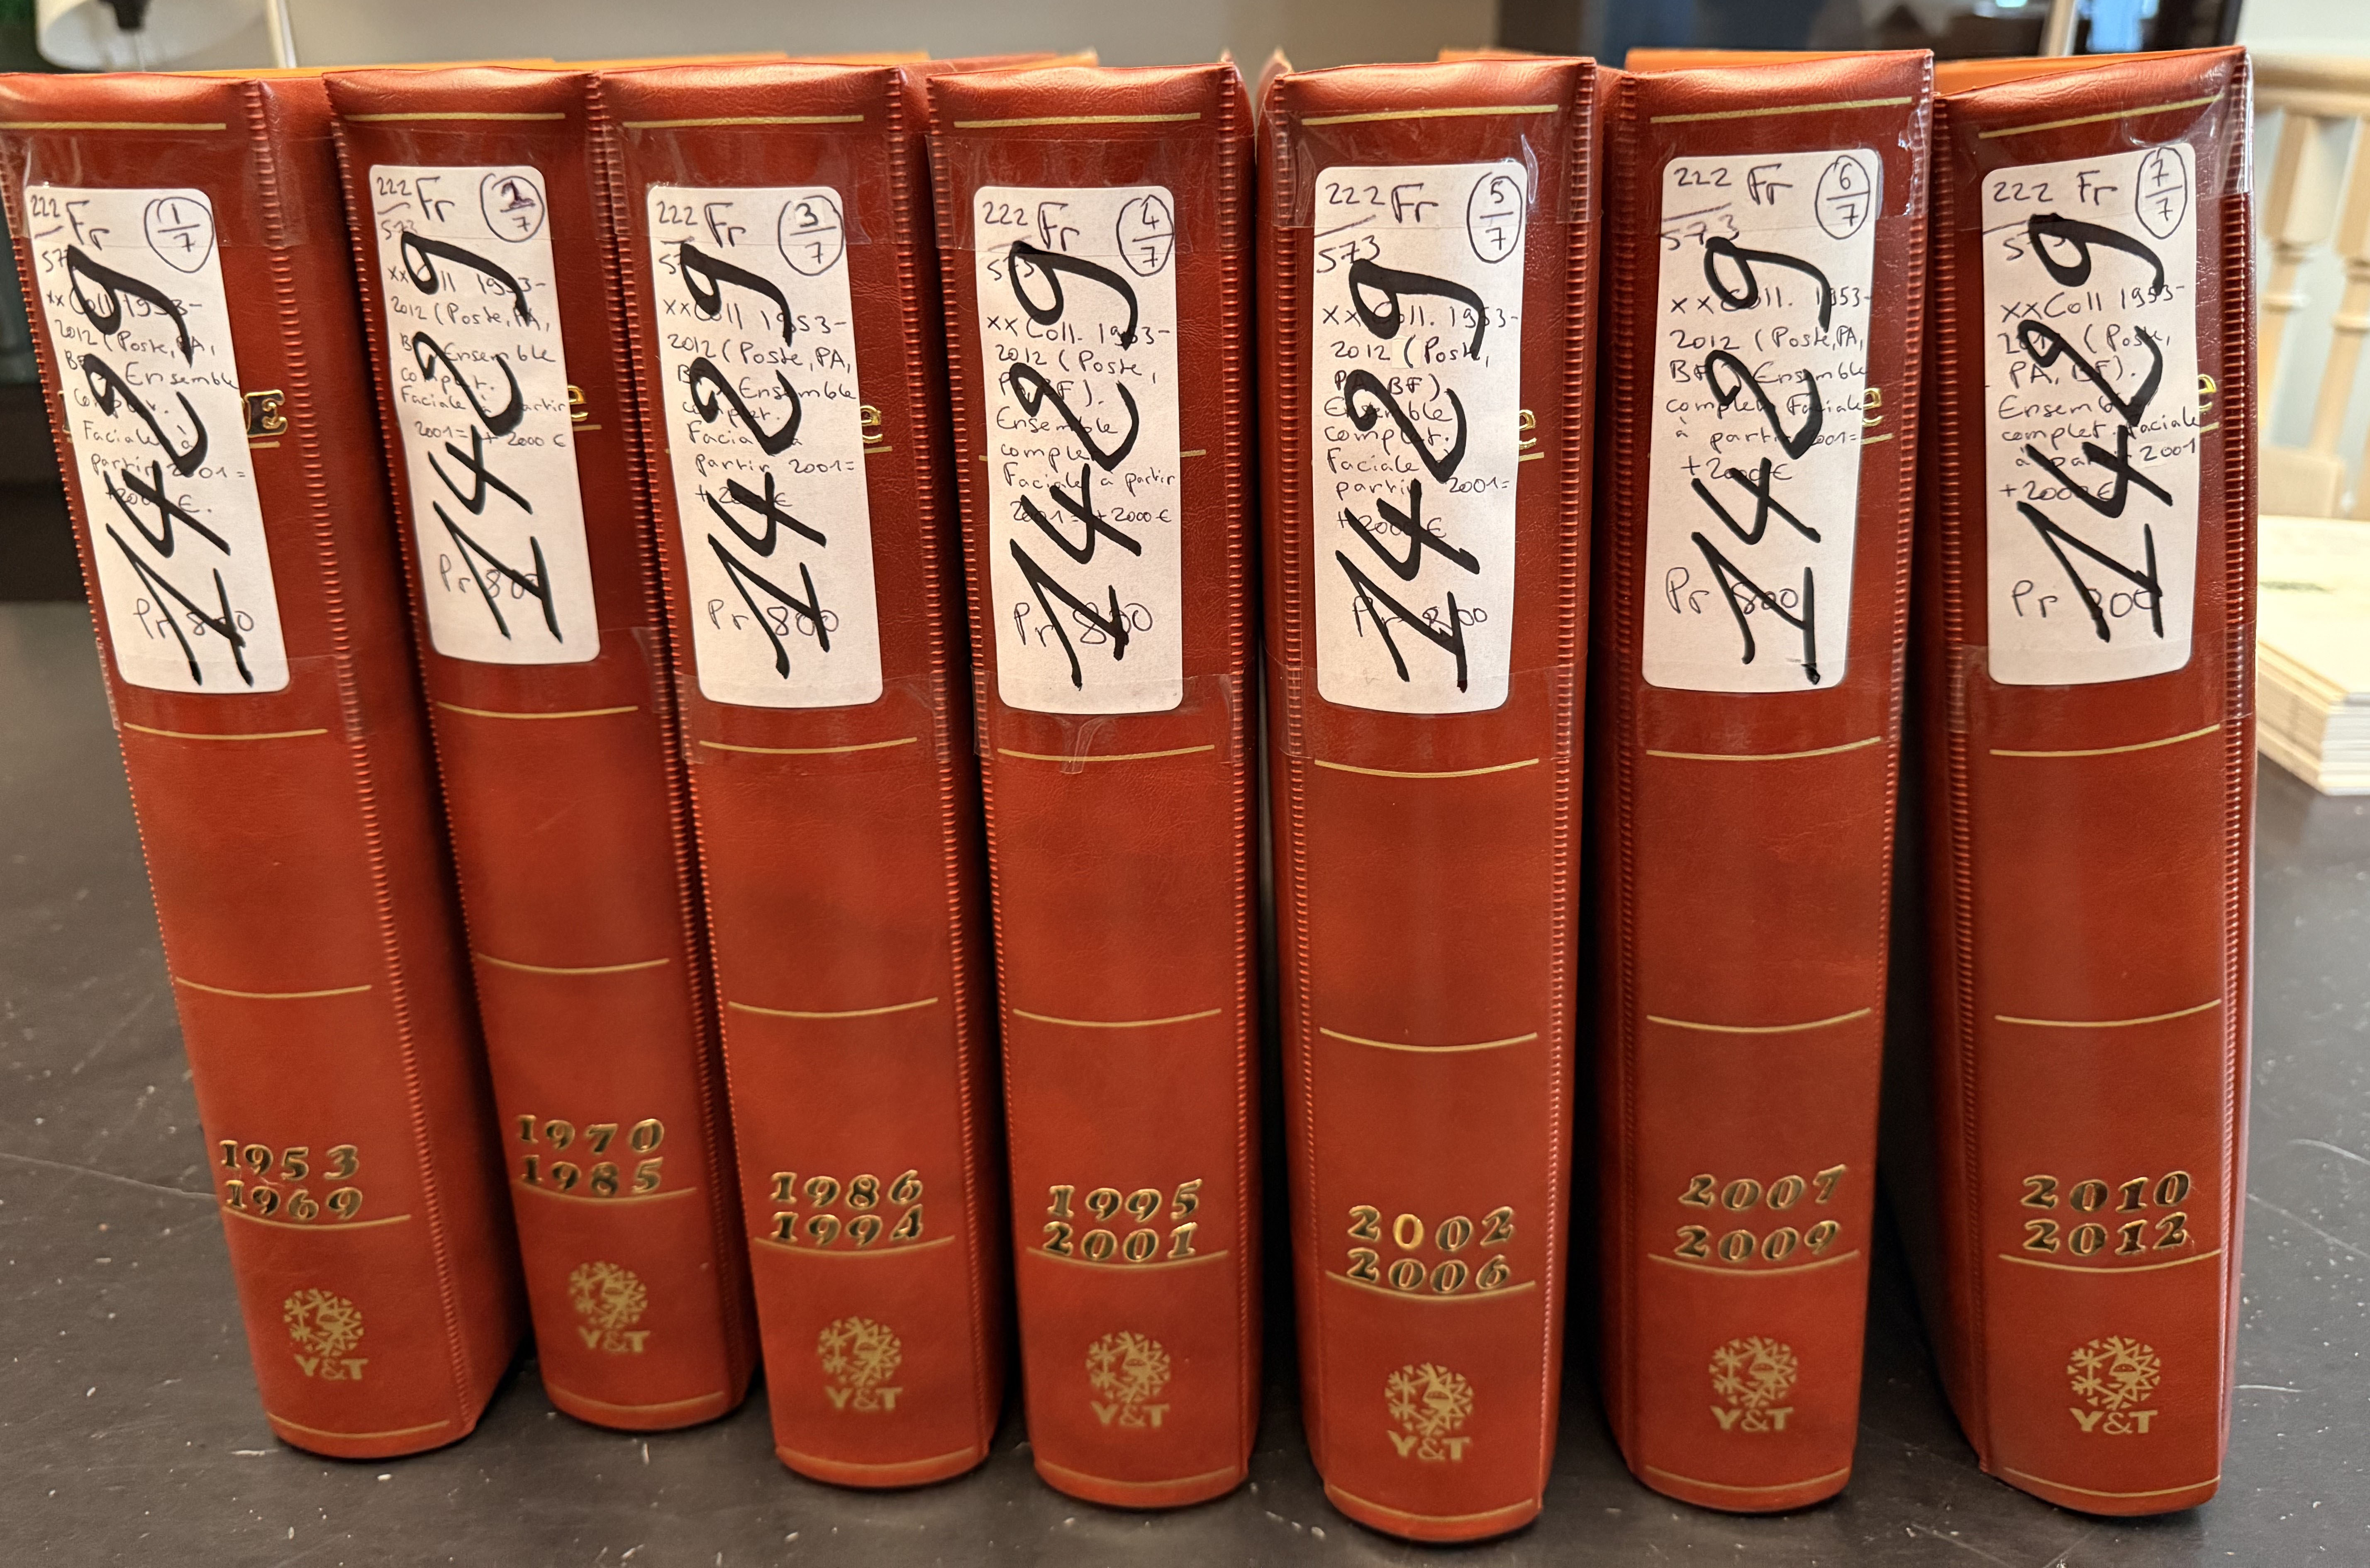 222 Fr 1/7
573
xx Coll 1953-
2012 (Poste, PA,
BF) Ensemble
complet.
Faciale à
partir 2001=
+2000 €.
Pr 800
1429
1953
1969
Y&T
222 Fr 2/7
573
xx Coll 1953-
2012 (Poste, PA,
BF) Ensemble
complet.
Faciale à partir
2001= + 2000 €
Pr 800
1429
e
1970
1985
Y&T
222 Fr 3/7
573
xx Coll 1953-
2012 (Poste, PA,
BF) Ensemble
complet.
Faciale à
partir 2001=
+2000 €
Pr 800
1429
e
1986
1994
Y&T
222 Fr 4/7
573
xx Coll. 1953-
2012 (Poste,
PA, BF).
Ensemble
complet
Faciale à partir
2001= +2000 €
Pr 800
1429
1995
2001
Y&T
222 Fr 5/7
573
xx Coll. 1953-
2012 (Poste,
PA, BF).
Ensemble
complet.
Faciale à
partir 2001=
+2000 €
Pr 800
1429
e
2002
2006
Y&T
222 Fr 6/7
573
xx Coll. 1953-
2012 (Poste, PA,
BF) Ensemble
complet Faciale
à partir 2001=
+2000 €
Pr 800
1429
e
2007
2009
Y&T
222 Fr 7/7
573
xx Coll 1953-
2012 (Poste,
PA, BF).
Ensemble
complet. Faciale
à partir 2001
+2000 €
Pr 800
1429
e
2010
2012
Y&T